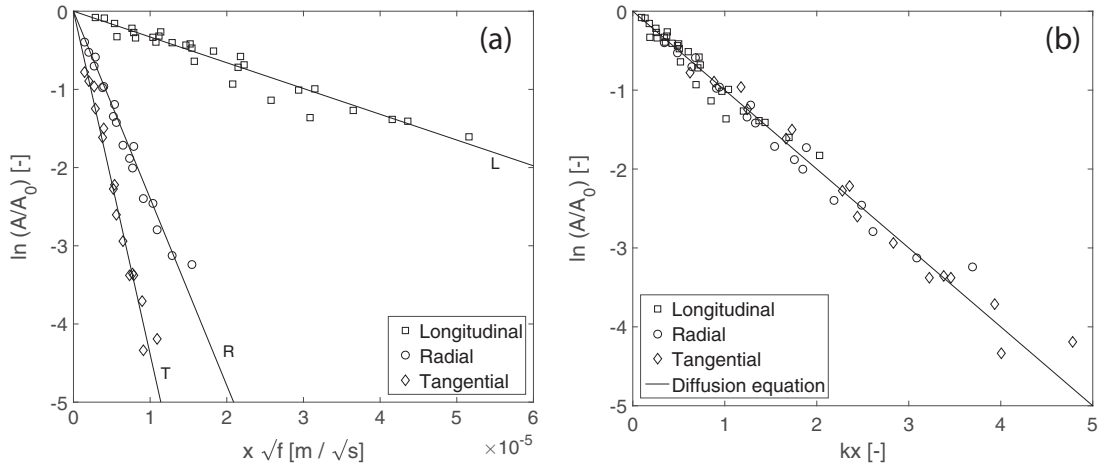 (a)
0
-1
-2
-3
-4
-5
ln (A/A₀) [-]
L
R
T
□ Longitudinal
○ Radial
◇ Tangential
0 1 2 3 4 5 6
×10⁻⁵
x √f [m / √s]
(b)
0
-1
-2
-3
-4
-5
ln (A/A₀) [-]
□ Longitudinal
○ Radial
◇ Tangential
— Diffusion equation
0 1 2 3 4 5
kx [-]